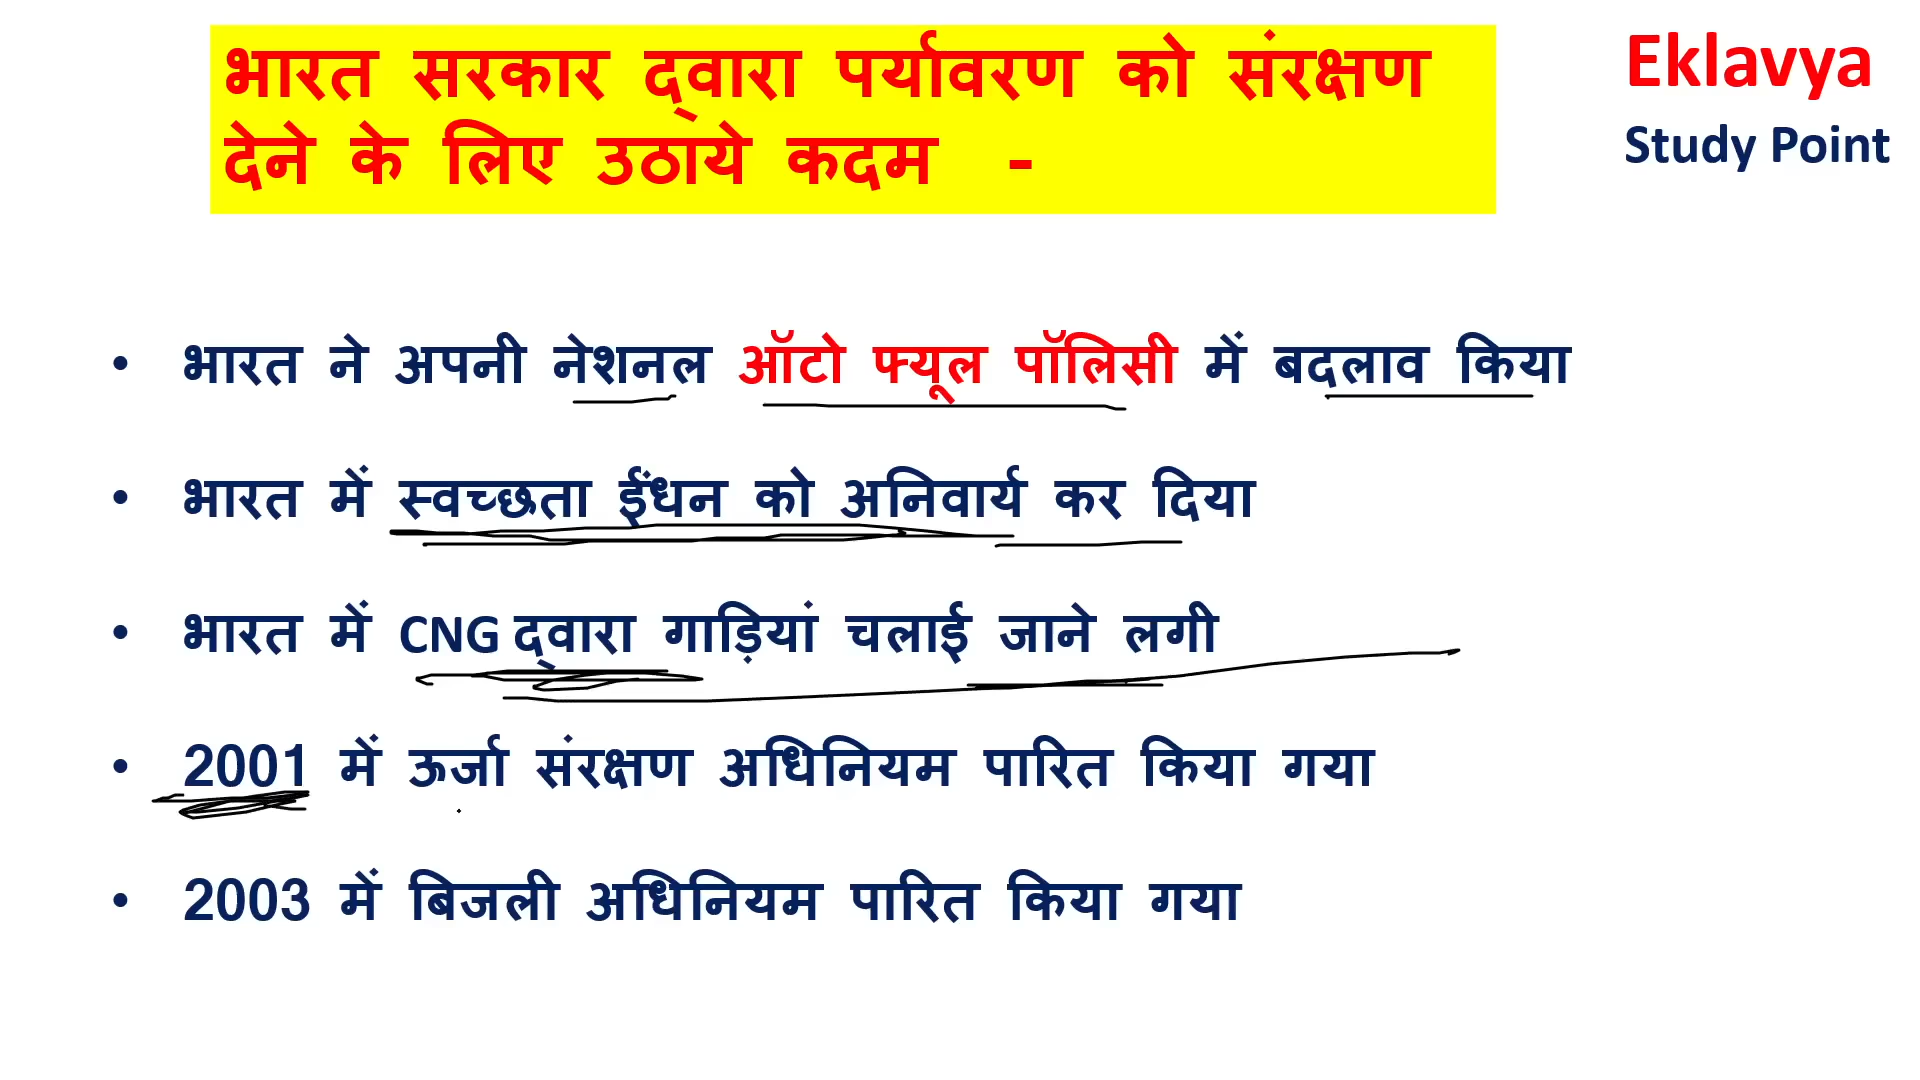 भारत सरकार द्वारा पर्यावरण को संरक्षण
देने के लिए उठाये कदम -
Eklavya
Study Point
• भारत ने अपनी नेशनल ऑटो फ्यूल पॉलिसी में बदलाव किया
• भारत में स्वच्छता ईंधन को अनिवार्य कर दिया
• भारत में CNG द्वारा गाड़ियां चलाई जाने लगी
• 2001 में ऊर्जा संरक्षण अधिनियम पारित किया गया
• 2003 में बिजली अधिनियम पारित किया गया